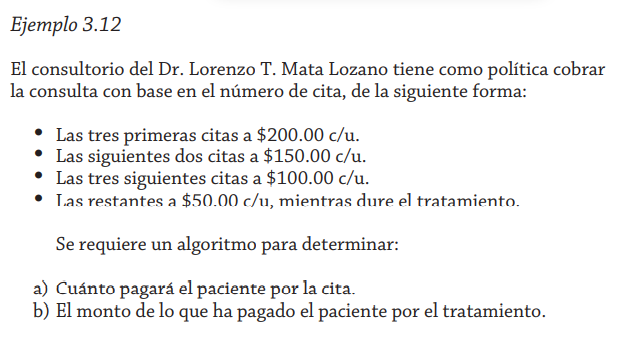 Ejemplo 3.12
El consultorio del Dr. Lorenzo T. Mata Lozano tiene como política cobrar
la consulta con base en el número de cita, de la siguiente forma:
• Las tres primeras citas a $200.00 c/u.
• Las siguientes dos citas a $150.00 c/u.
• Las tres siguientes citas a $100.00 c/u.
• Las restantes a $50.00 c/u, mientras dure el tratamiento.
Se requiere un algoritmo para determinar:
a) Cuánto pagará el paciente por la cita.
b) El monto de lo que ha pagado el paciente por el tratamiento.